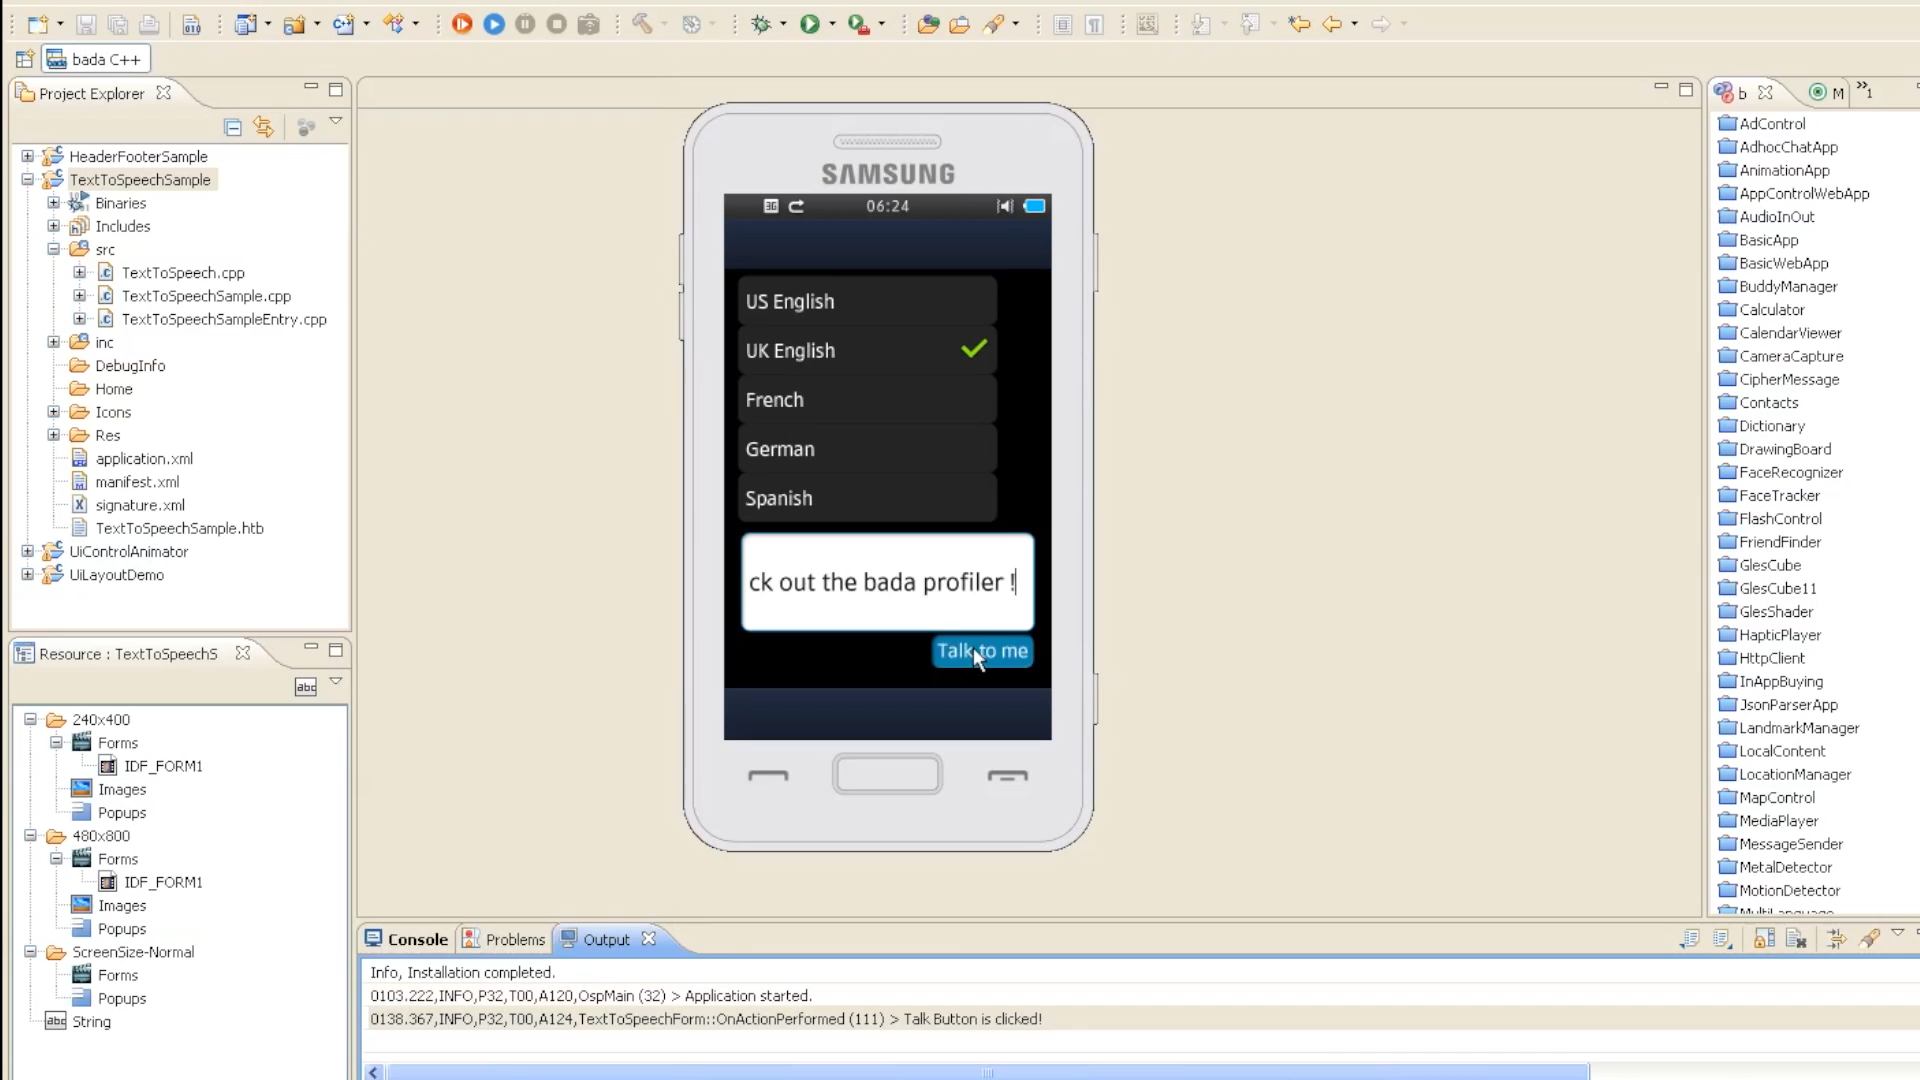 bada C++
Project Explorer
HeaderFooterSample
TextToSpeechSample
Binaries
Includes
src
TextToSpeech.cpp
TextToSpeechSample.cpp
TextToSpeechSampleEntry.cpp
inc
DebugInfo
Home
Icons
Res
application.xml
manifest.xml
signature.xml
TextToSpeechSample.htb
UiControlAnimator
UiLayoutDemo
Resource : TextToSpeechS
abc
240x400
Forms
IDF_FORM1
Images
Popups
480x800
Forms
IDF_FORM1
Images
Popups
ScreenSize-Normal
Forms
Popups
abc String
SAMSUNG
3G 06:24
US English
UK English
French
German
Spanish
ck out the bada profiler !
Talk to me
Console
Problems
Output
Info, Installation completed.
0103.222,INFO,P32,T00,A120,OspMain (32) > Application started.
0138.367,INFO,P32,T00,A124,TextToSpeechForm::OnActionPerformed (111) > Talk Button is clicked!
b
M
»1
AdControl
AdhocChatApp
AnimationApp
AppControlWebApp
AudioInOut
BasicApp
BasicWebApp
BuddyManager
Calculator
CalendarViewer
CameraCapture
CipherMessage
Contacts
Dictionary
DrawingBoard
FaceRecognizer
FaceTracker
FlashControl
FriendFinder
GlesCube
GlesCube11
GlesShader
HapticPlayer
HttpClient
InAppBuying
JsonParserApp
LandmarkManager
LocalContent
LocationManager
MapControl
MediaPlayer
MessageSender
MetalDetector
MotionDetector
MultiLanguage